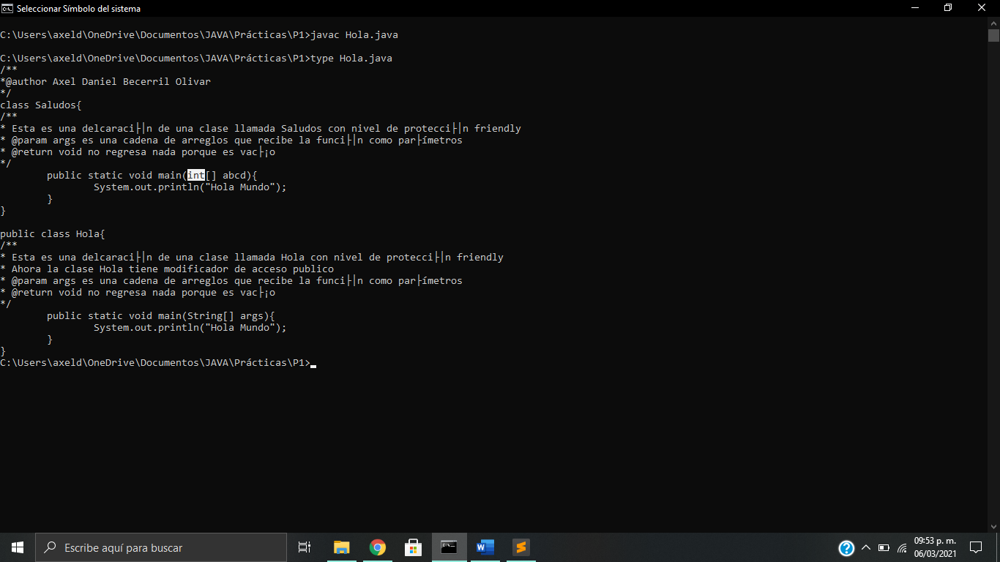 Seleccionar Símbolo del sistema
C:\Users\axeld\OneDrive\Documentos\JAVA\Prácticas\P1>javac Hola.java
C:\Users\axeld\OneDrive\Documentos\JAVA\Prácticas\P1>type Hola.java
/**
*@author Axel Daniel Becerril Olivar
*/
class Saludos{
/**
* Esta es una delcaraci├│n de una clase llamada Saludos con nivel de protecci├│n friendly
* @param args es una cadena de arreglos que recibe la funci├│n como par├ímetros
* @return void no regresa nada porque es vac├¡o
*/
        public static void main(int[] abcd){
                System.out.println("Hola Mundo");
        }
}
public class Hola{
/**
* Esta es una delcaraci├│n de una clase llamada Hola con nivel de protecci├│n friendly
* Ahora la clase Hola tiene modificador de acceso publico
* @param args es una cadena de arreglos que recibe la funci├│n como par├ímetros
* @return void no regresa nada porque es vac├¡o
*/
        public static void main(String[] args){
                System.out.println("Hola Mundo");
        }
}
C:\Users\axeld\OneDrive\Documentos\JAVA\Prácticas\P1>
Escribe aquí para buscar
09:53 p. m.
06/03/2021